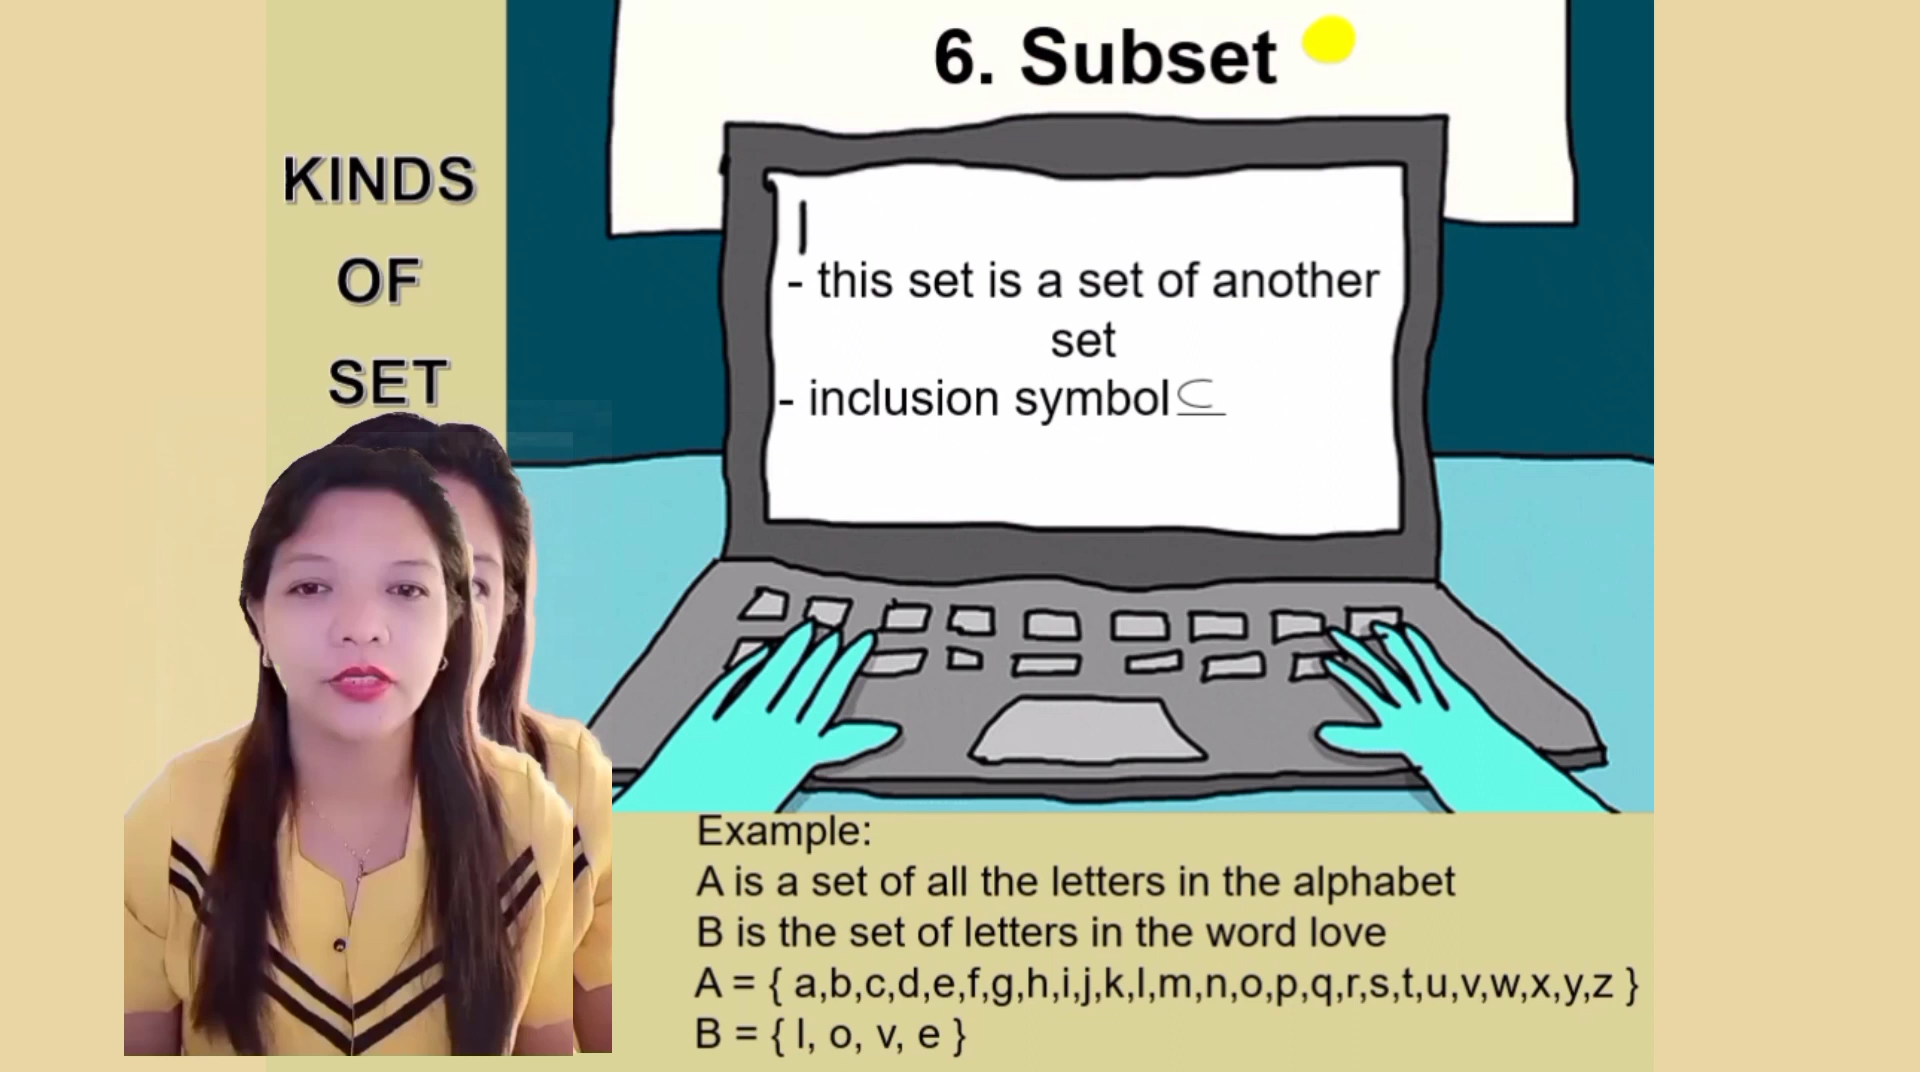 KINDS
OF
SET
6. Subset
- this set is a set of another
set
- inclusion symbol⊆
Example:
A is a set of all the letters in the alphabet
B is the set of letters in the word love
A = { a,b,c,d,e,f,g,h,i,j,k,l,m,n,o,p,q,r,s,t,u,v,w,x,y,z }
B = { l, o, v, e }